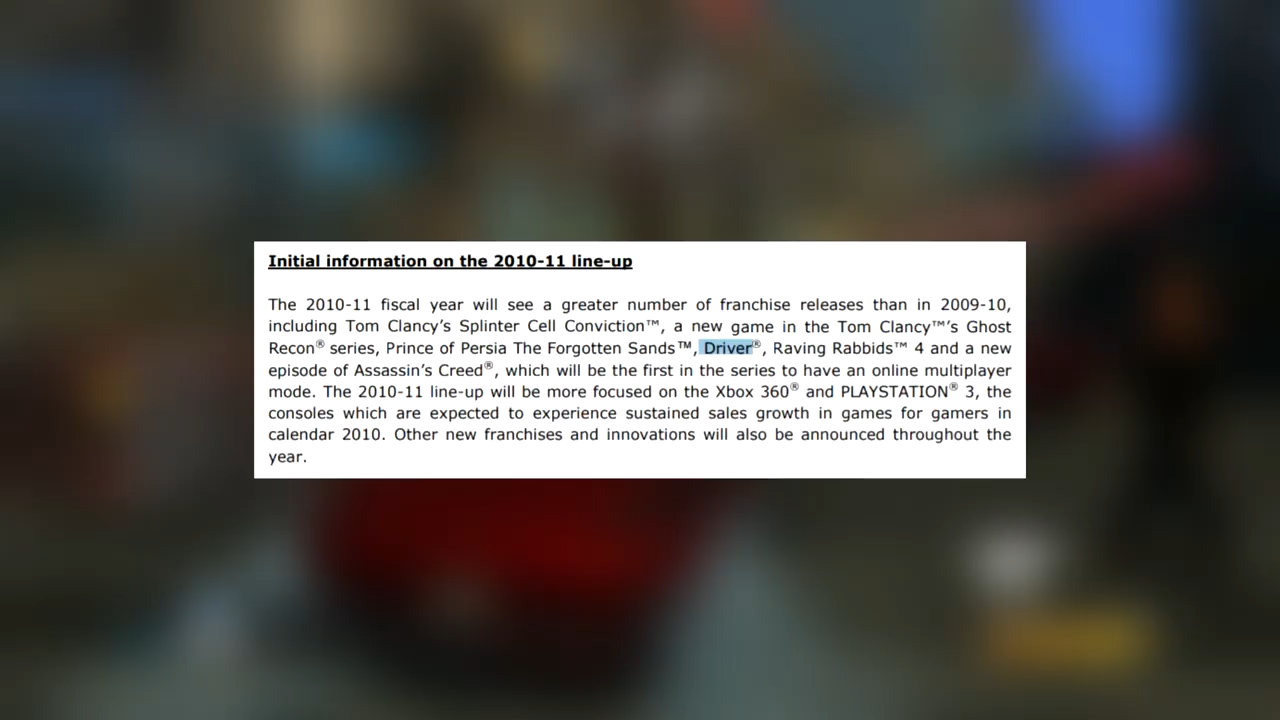 Initial information on the 2010-11 line-up
The 2010-11 fiscal year will see a greater number of franchise releases than in 2009-10,
including Tom Clancy's Splinter Cell Conviction™, a new game in the Tom Clancy™'s Ghost
Recon® series, Prince of Persia The Forgotten Sands™, Driver®, Raving Rabbids™ 4 and a new
episode of Assassin's Creed®, which will be the first in the series to have an online multiplayer
mode. The 2010-11 line-up will be more focused on the Xbox 360® and PLAYSTATION® 3, the
consoles which are expected to experience sustained sales growth in games for gamers in
calendar 2010. Other new franchises and innovations will also be announced throughout the
year.